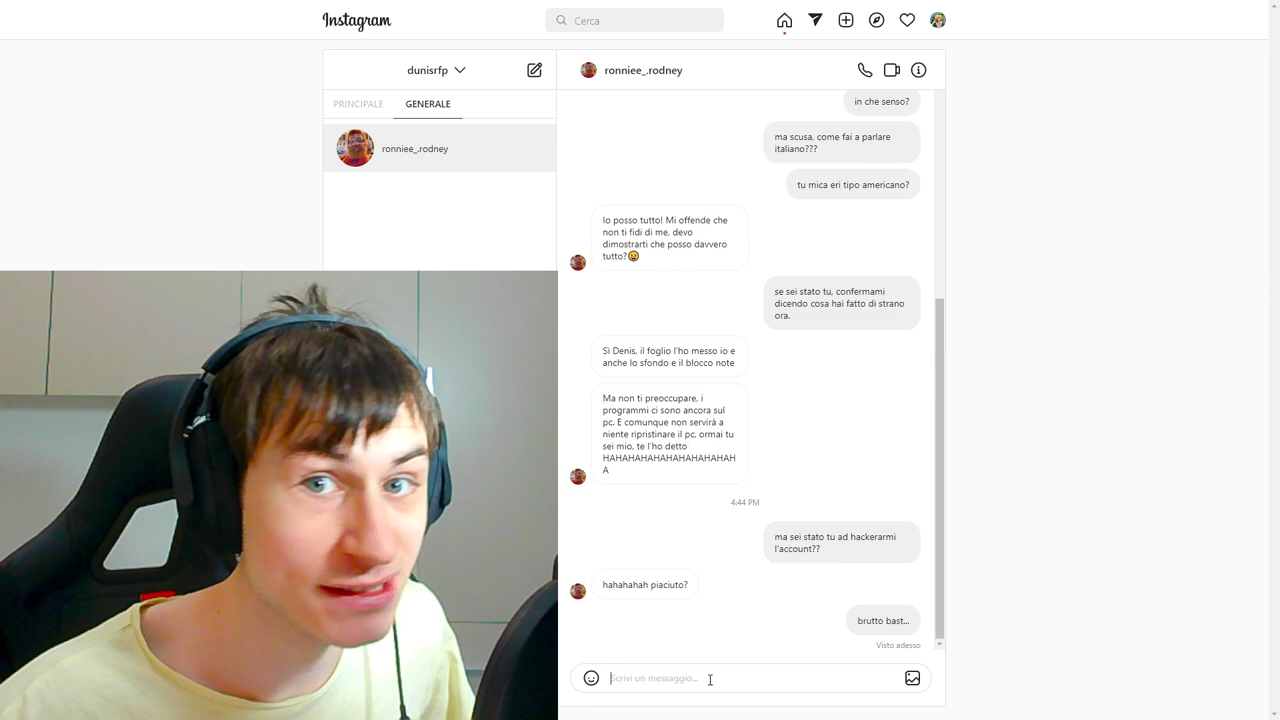 Instagram
Cerca
dunisrfp
ronniee_.rodney
PRINCIPALE
GENERALE
ronniee_.rodney
in che senso?
ma scusa, come fai a parlare
italiano???
tu mica eri tipo americano?
Io posso tutto! Mi offende che
non ti fidi di me, devo
dimostrarti che posso davvero
tutto?😀
se sei stato tu, confermami
dicendo cosa hai fatto di strano
ora.
Sì Denis, il foglio l'ho messo io e
anche lo sfondo e il blocco note
Ma non ti preoccupare, i
programmi ci sono ancora sul
pc. E comunque non servirà a
niente ripristinare il pc, ormai tu
sei mio, te l'ho detto
HAHAHAHAHAHAHAHAHAHAH
A
4:44 PM
ma sei stato tu ad hackerarmi
l'account??
hahahahah piaciuto?
brutto bast...
Visto adesso
Scrivi un messaggio...